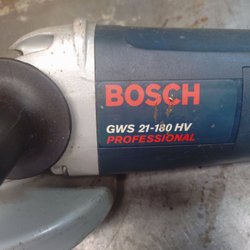 BOSCH
GWS 21-180 HV
PROFESSIONAL